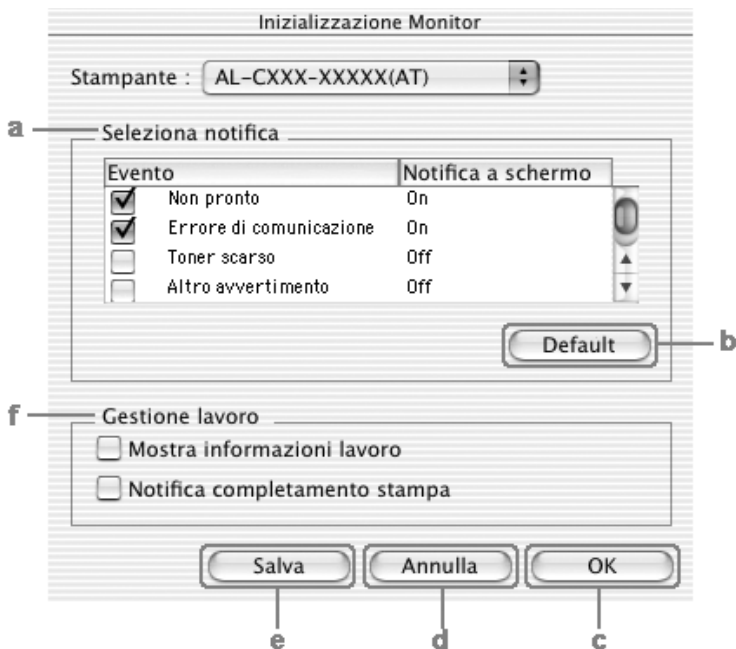 Inizializzazione Monitor
Stampante : AL-CXXX-XXXXX(AT)
a
Seleziona notifica
Evento Notifica a schermo
Non pronto On
Errore di comunicazione On
Toner scarso Off
Altro avvertimento Off
Default
b
f
Gestione lavoro
Mostra informazioni lavoro
Notifica completamento stampa
Salva Annulla OK
e d c